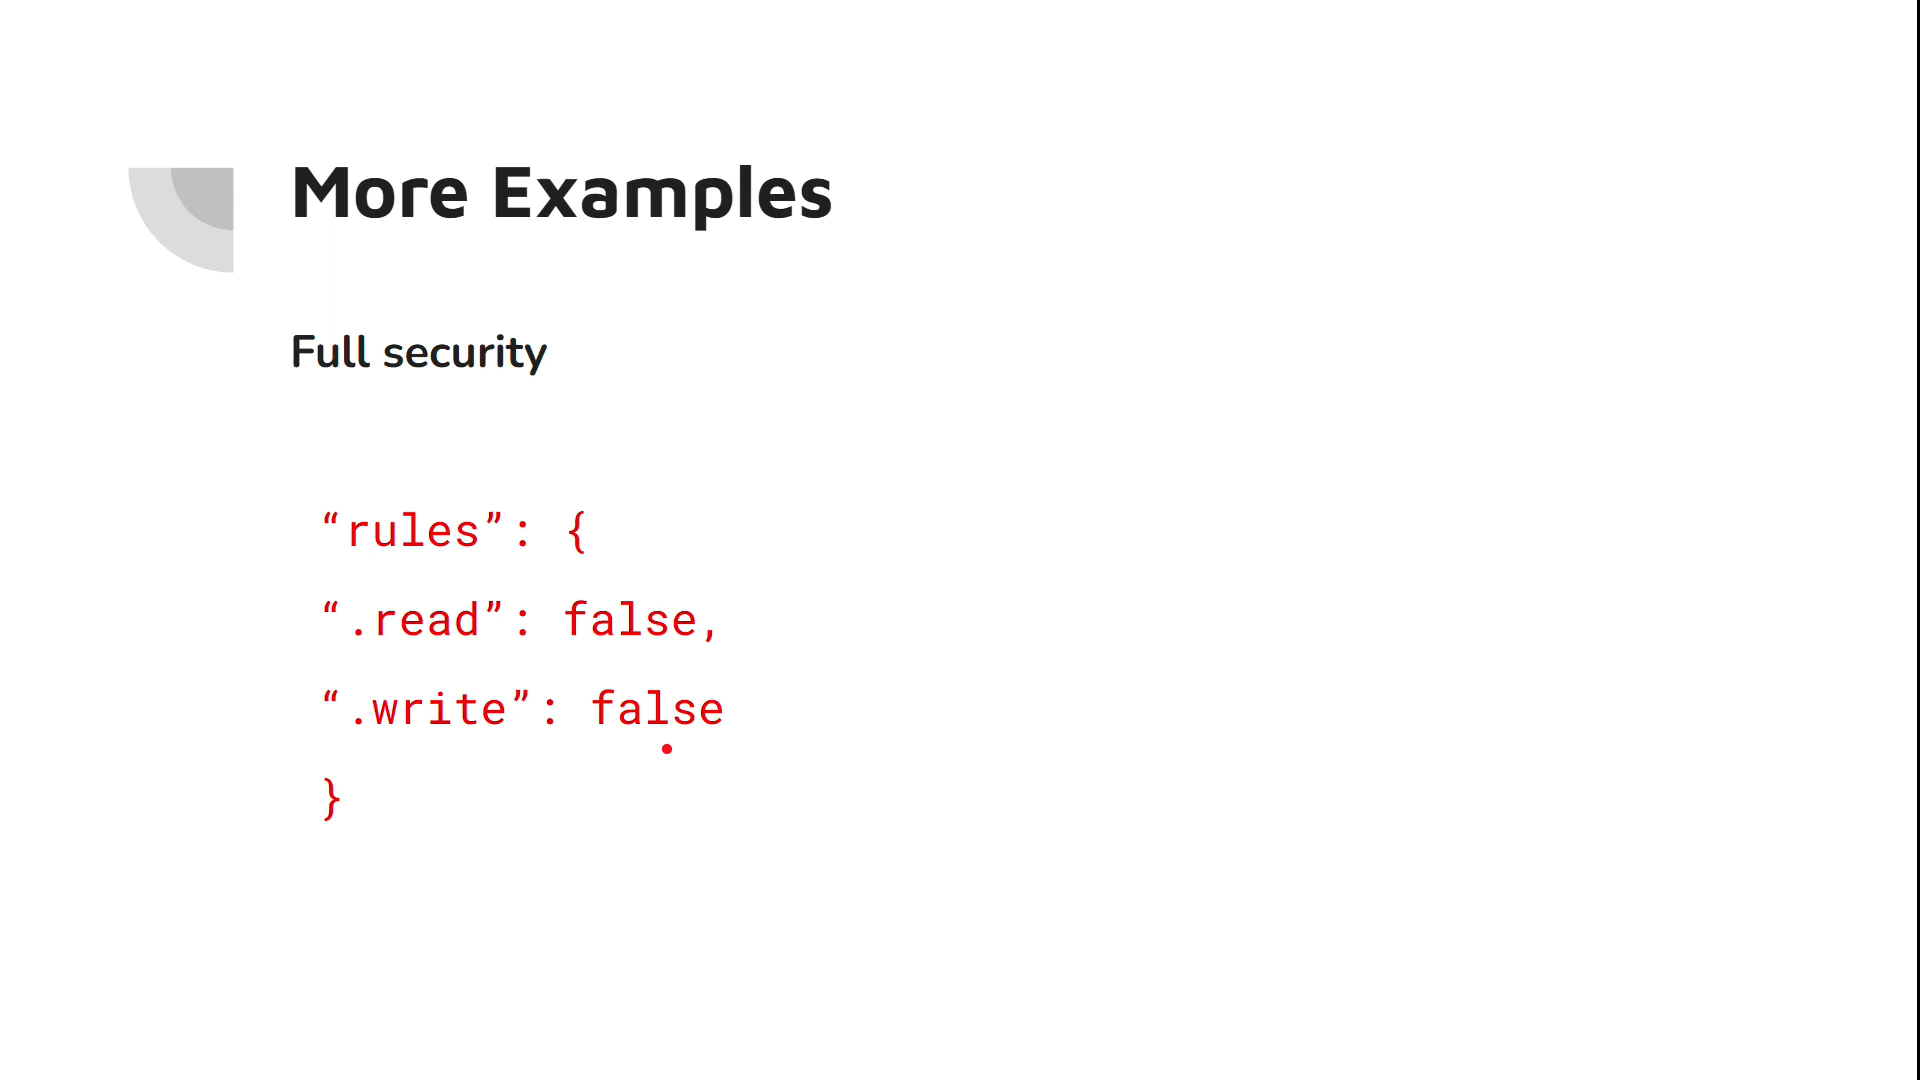 More Examples
Full security
“rules”: {
“.read”: false,
“.write”: false
}